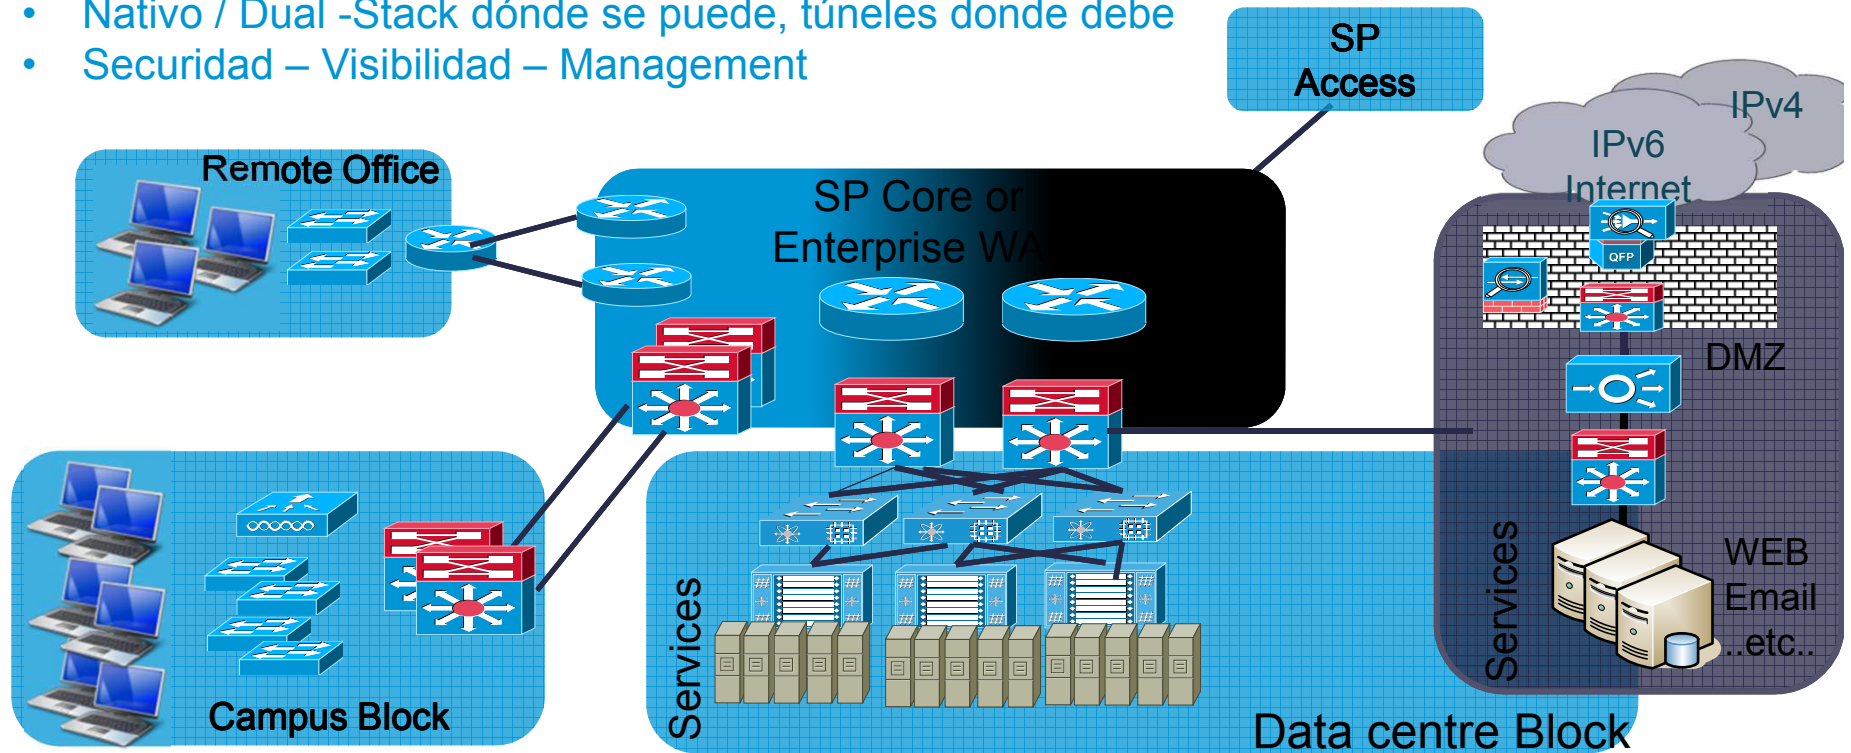 • Nativo / Dual -Stack dónde se puede, túneles donde debe
• Securidad – Visibilidad – Management
SP
Access
IPv4
IPv6
Internet
Remote Office
SP Core or
Enterprise WA
QFP
DMZ
Services
WEB
Email
..etc..
Services
Campus Block
Data centre Block